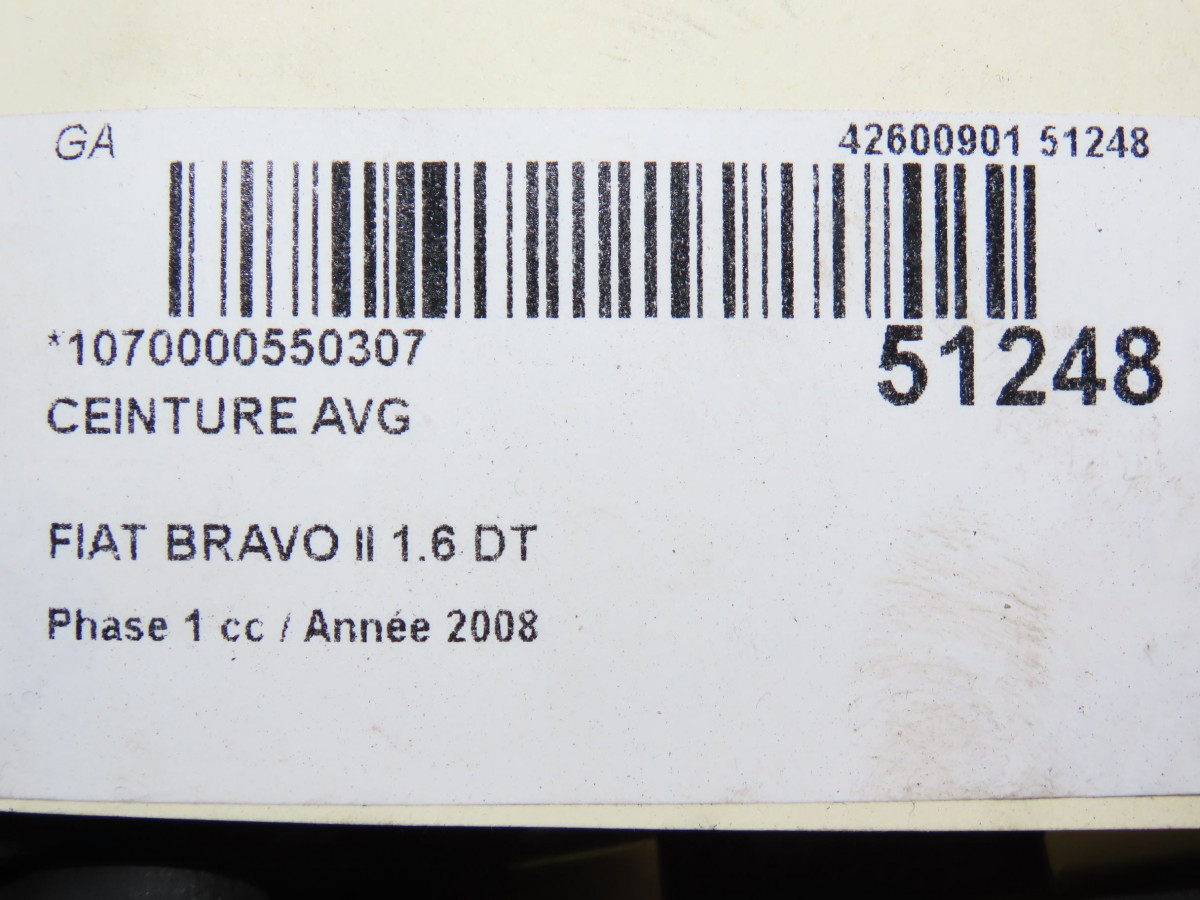 GA 42600901 51248
*1070000550307 51248
CEINTURE AVG
FIAT BRAVO II 1.6 DT
Phase 1 cc / Année 2008